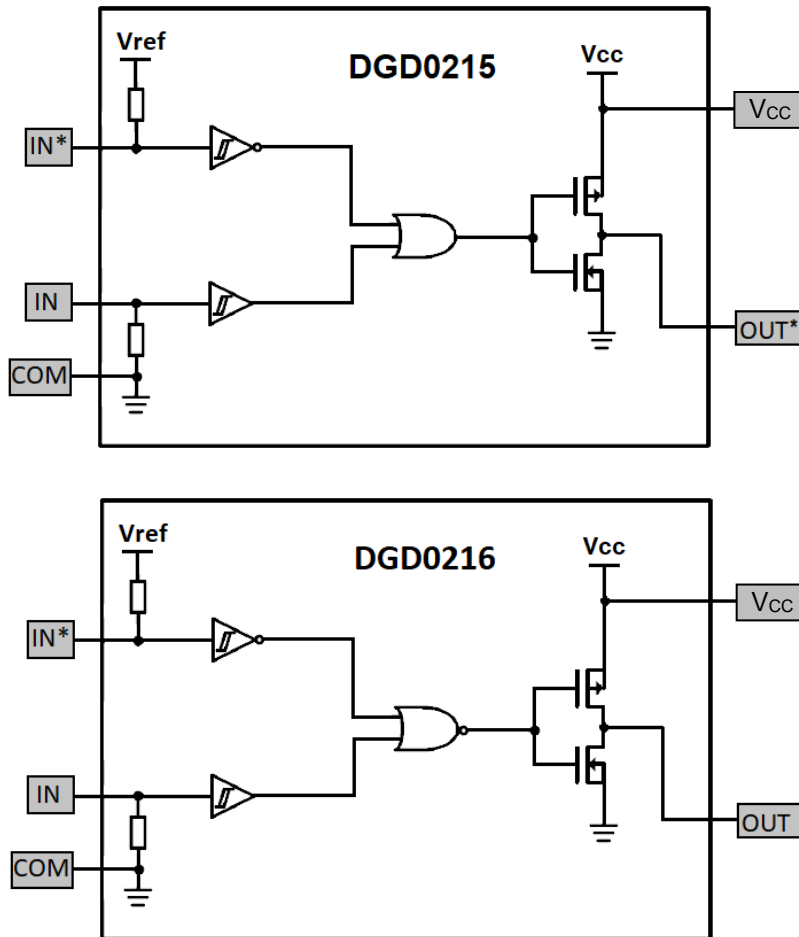 Vref
DGD0215
Vcc
VCC
IN*
IN
OUT*
COM
Vref
DGD0216
Vcc
VCC
IN*
IN
OUT
COM